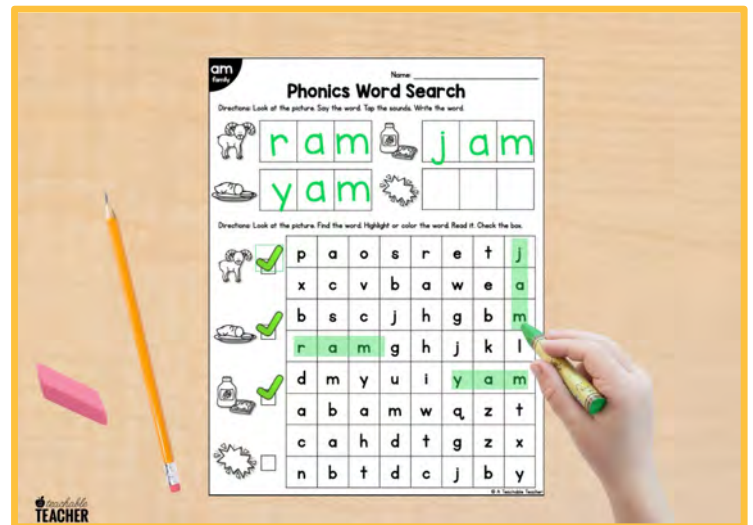 am
family
Name:
Phonics Word Search
Directions: Look at the picture. Say the word. Tap the sounds. Write the word.
r a m j a m
y a m
Directions: Look at the picture. Find the word. Highlight or color the word. Read it. Check the box.
p a o s r e t j
x c v b a w e a
b s c j h g b m
r a m g h j k l
d m y u i y a m
a b a m w q z t
c a h d t g z x
n b t d c j b y
© A Teachable Teacher
teachable
TEACHER